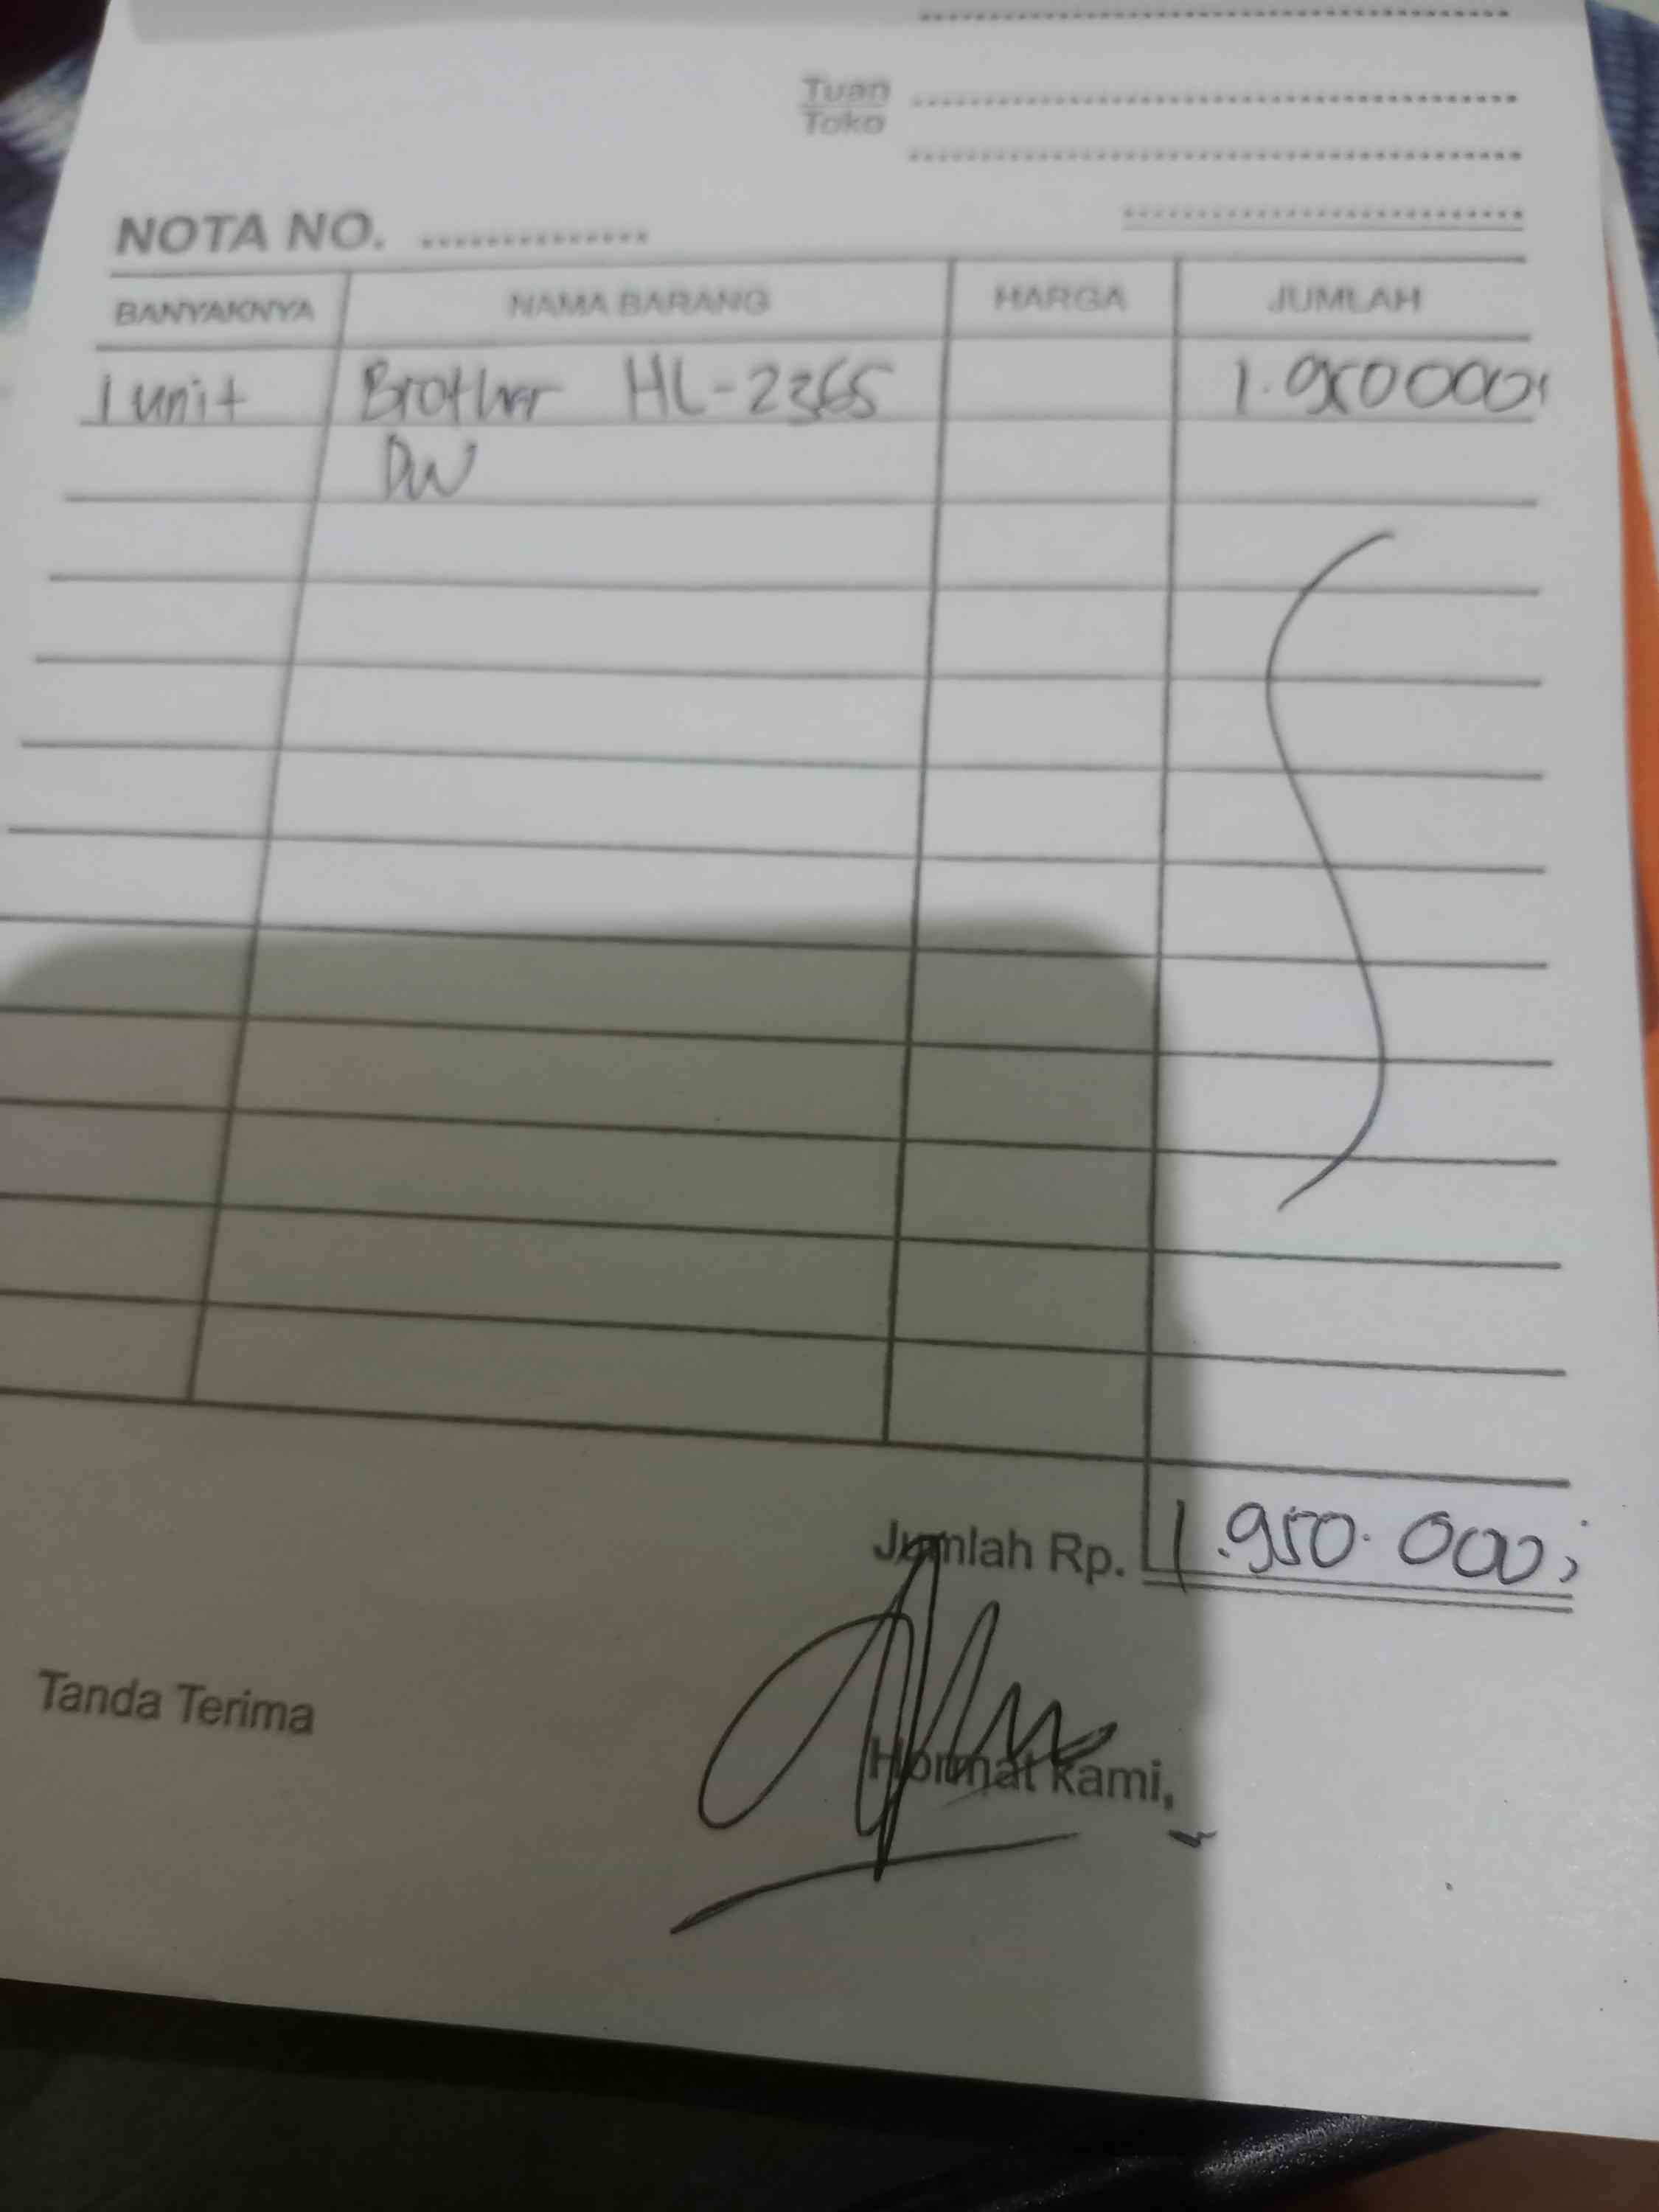 Tuan
Toko
NOTA NO. ...............
BANYAKNYA NAMA BARANG HARGA JUMLAH
1 unit Brother HL-2365 1.950000,
DW
Jumlah Rp. 1.950.000,
Tanda Terima
Hormat kami,